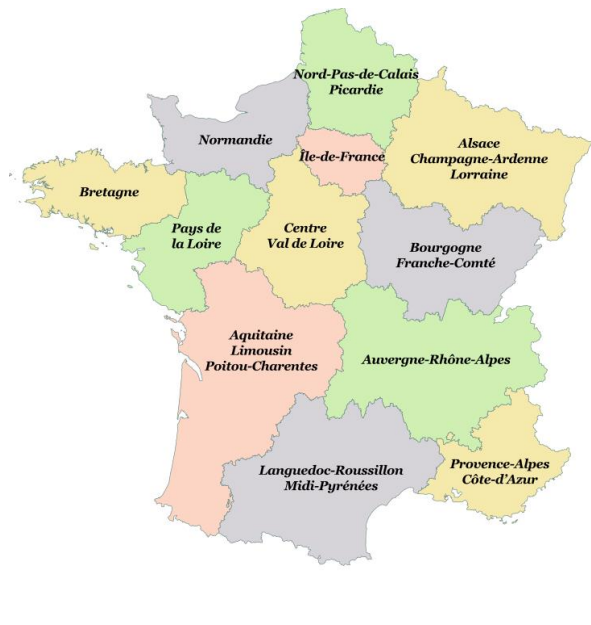 Nord-Pas-de-Calais
Picardie
Normandie
Île-de-France
Alsace
Champagne-Ardenne
Lorraine
Bretagne
Pays de
la Loire
Centre
Val de Loire
Bourgogne
Franche-Comté
Aquitaine
Limousin
Poitou-Charentes
Auvergne-Rhône-Alpes
Languedoc-Roussillon
Midi-Pyrénées
Provence-Alpes
Côte-d'Azur